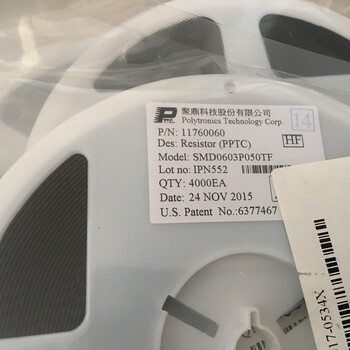 聚鼎科技股份有限公司
Polytronics Technology Corp.
P/N: 11760060
Des: Resistor (PPTC)
Model: SMD0603P050TF
Lot no: IPN552
QTY: 4000EA
Date: 24 NOV 2015
U.S. Patent No.:6377467
14
HF
17-0534X